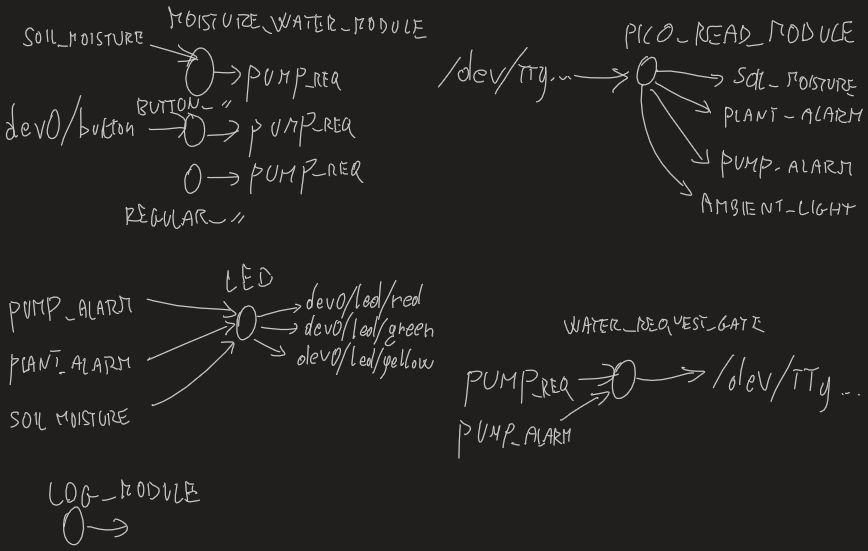 MOISTURE_WATER_MODULE
SOIL_MOISTURE
PUMP_REQ
BUTTON_〃
dev0/button
PUMP_REQ
PUMP_REQ
REGULAR_〃
PICO_READ_MODULE
/dev/TTy...
SOIL_MOISTURE
PLANT_ALARM
PUMP_ALARM
AMBIENT_LIGHT
LED
PUMP_ALARM
PLANT_ALARM
SOIL MOISTURE
dev0/led/red
dev0/led/green
dev0/led/yellow
WATER_REQUEST_GATE
PUMP_REQ
PUMP_ALARM
/dev/TTy...
LOG_MODULE